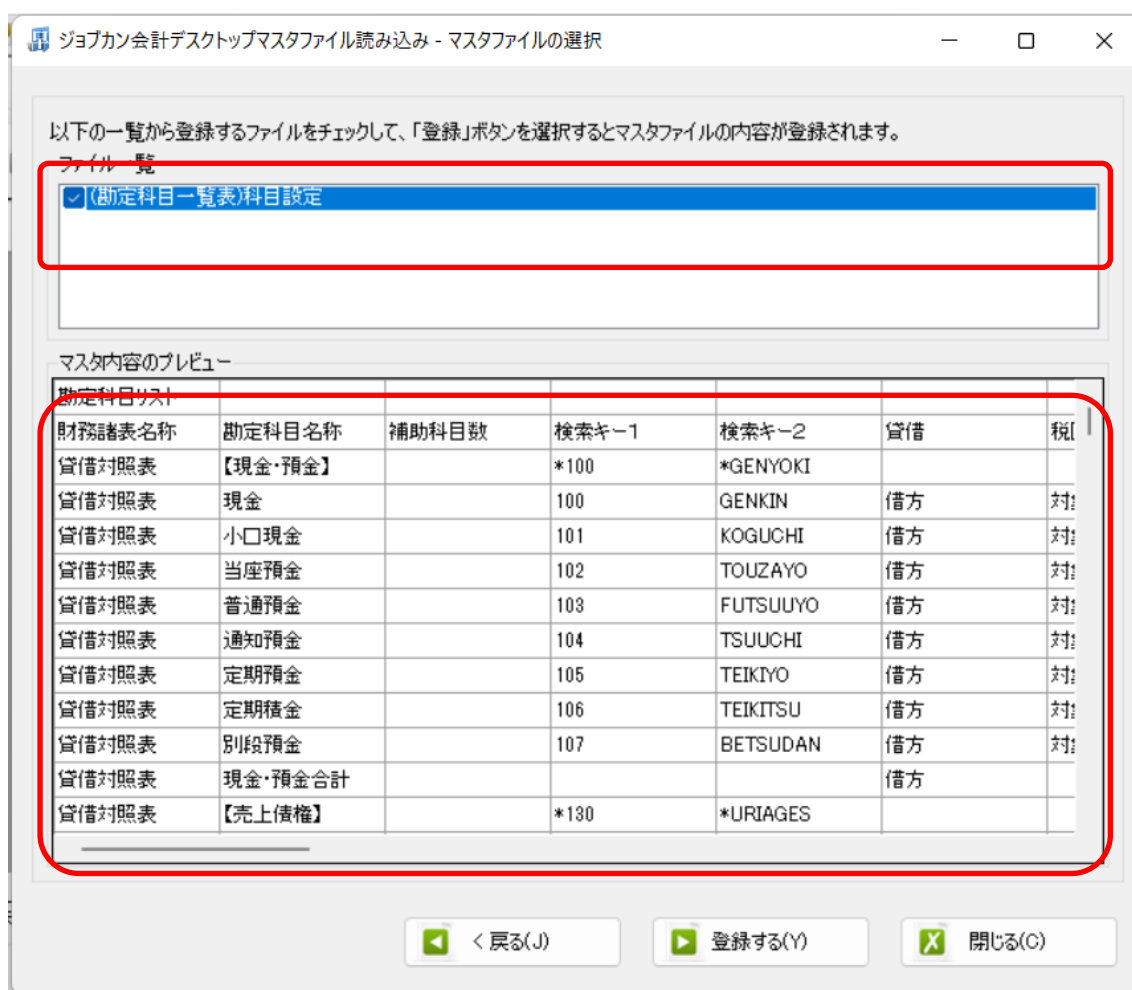 ジョブカン会計デスクトップマスタファイル読み込み - マスタファイルの選択
以下の一覧から登録するファイルをチェックして、「登録」ボタンを選択するとマスタファイルの内容が登録されます。
ファイル一覧
(勘定科目一覧表)科目設定
マスタ内容のプレビュー
勘定科目リスト
財務諸表名称 勘定科目名称 補助科目数 検索キー1 検索キー2 貸借 税
貸借対照表 【現金・預金】 *100 *GENYOKI
貸借対照表 現金 100 GENKIN 借方 対
貸借対照表 小口現金 101 KOGUCHI 借方 対
貸借対照表 当座預金 102 TOUZAYO 借方 対
貸借対照表 普通預金 103 FUTSUUYO 借方 対
貸借対照表 通知預金 104 TSUUCHI 借方 対
貸借対照表 定期預金 105 TEIKIYO 借方 対
貸借対照表 定期積金 106 TEIKITSU 借方 対
貸借対照表 別段預金 107 BETSUDAN 借方 対
貸借対照表 現金・預金合計 借方
貸借対照表 【売上債権】 *130 *URIAGES
< 戻る(J) 登録する(Y) 閉じる(C)